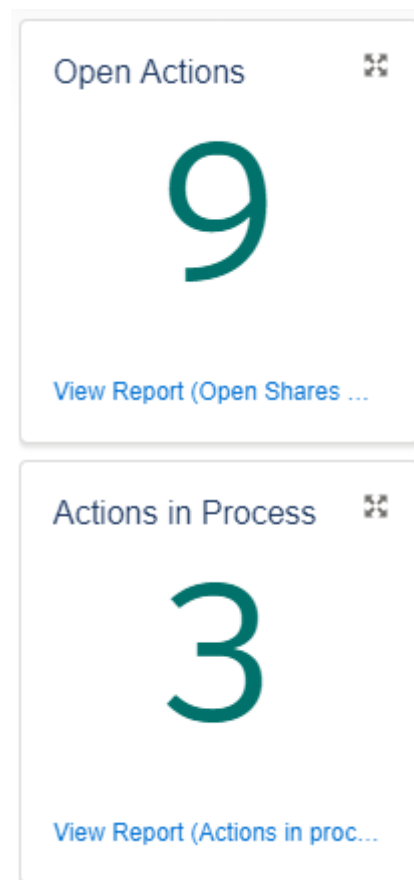 Open Actions
9
View Report (Open Shares ...
Actions in Process
3
View Report (Actions in proc...